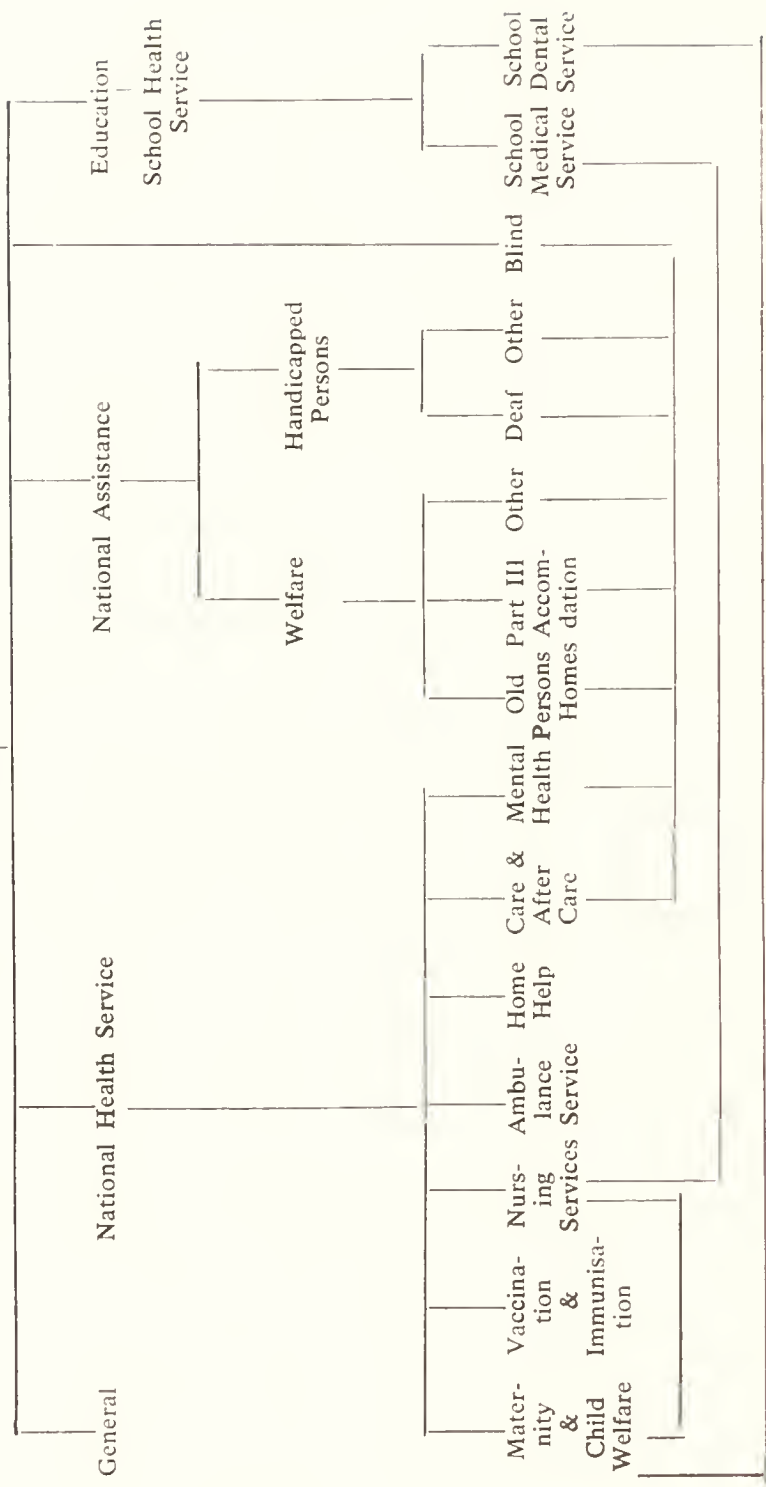 General
National Health Service
National Assistance
Education
School Health
Service
Welfare
Handicapped
Persons
Mater-
nity
&
Child
Welfare
Vaccina-
tion
&
Immunisa-
tion
Nurs-
ing
Services
Ambu-
lance
Service
Home
Help
Care &
After
Care
Mental
Health
Old
Persons
Homes
Part III
Accom-
dation
Other
Deaf
Other
Blind
School
Medical
Service
School
Dental
Service